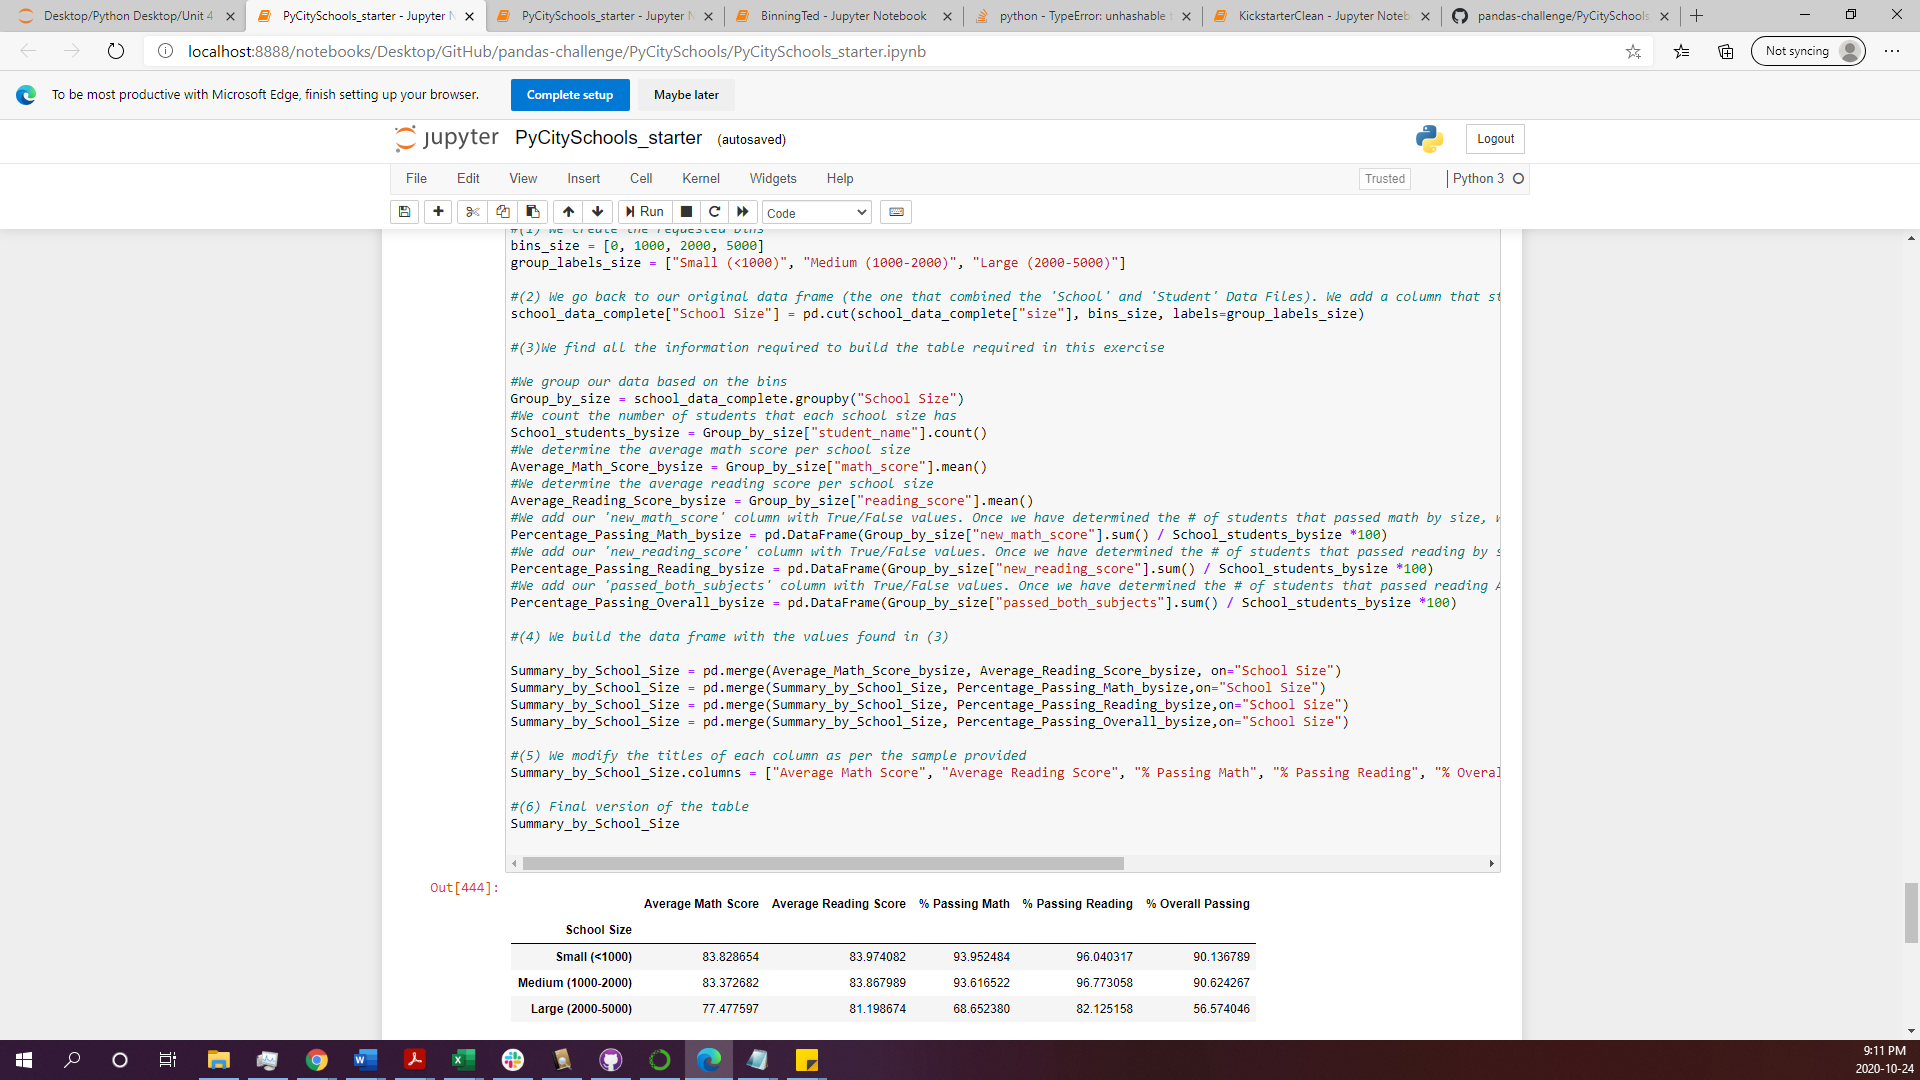 Desktop/Python Desktop/Unit 4
PyCitySchools_starter - Jupyter N
PyCitySchools_starter - Jupyter N
BinningTed - Jupyter Notebook
python - TypeError: unhashable
KickstarterClean - Jupyter Noteb
pandas-challenge/PyCitySchools
localhost:8888/notebooks/Desktop/GitHub/pandas-challenge/PyCitySchools/PyCitySchools_starter.ipynb
Not syncing
To be most productive with Microsoft Edge, finish setting up your browser.
Complete setup
Maybe later
jupyter PyCitySchools_starter (autosaved)
Logout
File Edit View Insert Cell Kernel Widgets Help
Trusted
Python 3
Run
Code
#(1) We create the requested bins
bins_size = [0, 1000, 2000, 5000]
group_labels_size = ["Small (<1000)", "Medium (1000-2000)", "Large (2000-5000)"]
#(2) We go back to our original data frame (the one that combined the 'School' and 'Student' Data Files). We add a column that st
school_data_complete["School Size"] = pd.cut(school_data_complete["size"], bins_size, labels=group_labels_size)
#(3)We find all the information required to build the table required in this exercise
#We group our data based on the bins
Group_by_size = school_data_complete.groupby("School Size")
#We count the number of students that each school size has
School_students_bysize = Group_by_size["student_name"].count()
#We determine the average math score per school size
Average_Math_Score_bysize = Group_by_size["math_score"].mean()
#We determine the average reading score per school size
Average_Reading_Score_bysize = Group_by_size["reading_score"].mean()
#We add our 'new_math_score' column with True/False values. Once we have determined the # of students that passed math by size, w
Percentage_Passing_Math_bysize = pd.DataFrame(Group_by_size["new_math_score"].sum() / School_students_bysize *100)
#We add our 'new_reading_score' column with True/False values. Once we have determined the # of students that passed reading by s
Percentage_Passing_Reading_bysize = pd.DataFrame(Group_by_size["new_reading_score"].sum() / School_students_bysize *100)
#We add our 'passed_both_subjects' column with True/False values. Once we have determined the # of students that passed reading A
Percentage_Passing_Overall_bysize = pd.DataFrame(Group_by_size["passed_both_subjects"].sum() / School_students_bysize *100)
#(4) We build the data frame with the values found in (3)
Summary_by_School_Size = pd.merge(Average_Math_Score_bysize, Average_Reading_Score_bysize, on="School Size")
Summary_by_School_Size = pd.merge(Summary_by_School_Size, Percentage_Passing_Math_bysize,on="School Size")
Summary_by_School_Size = pd.merge(Summary_by_School_Size, Percentage_Passing_Reading_bysize,on="School Size")
Summary_by_School_Size = pd.merge(Summary_by_School_Size, Percentage_Passing_Overall_bysize,on="School Size")
#(5) We modify the titles of each column as per the sample provided
Summary_by_School_Size.columns = ["Average Math Score", "Average Reading Score", "% Passing Math", "% Passing Reading", "% Overal
#(6) Final version of the table
Summary_by_School_Size
Out[444]:
Average Math Score Average Reading Score % Passing Math % Passing Reading % Overall Passing
School Size
Small (<1000) 83.828654 83.974082 93.952484 96.040317 90.136789
Medium (1000-2000) 83.372682 83.867989 93.616522 96.773058 90.624267
Large (2000-5000) 77.477597 81.198674 68.652380 82.125158 56.574046
9:11 PM
2020-10-24